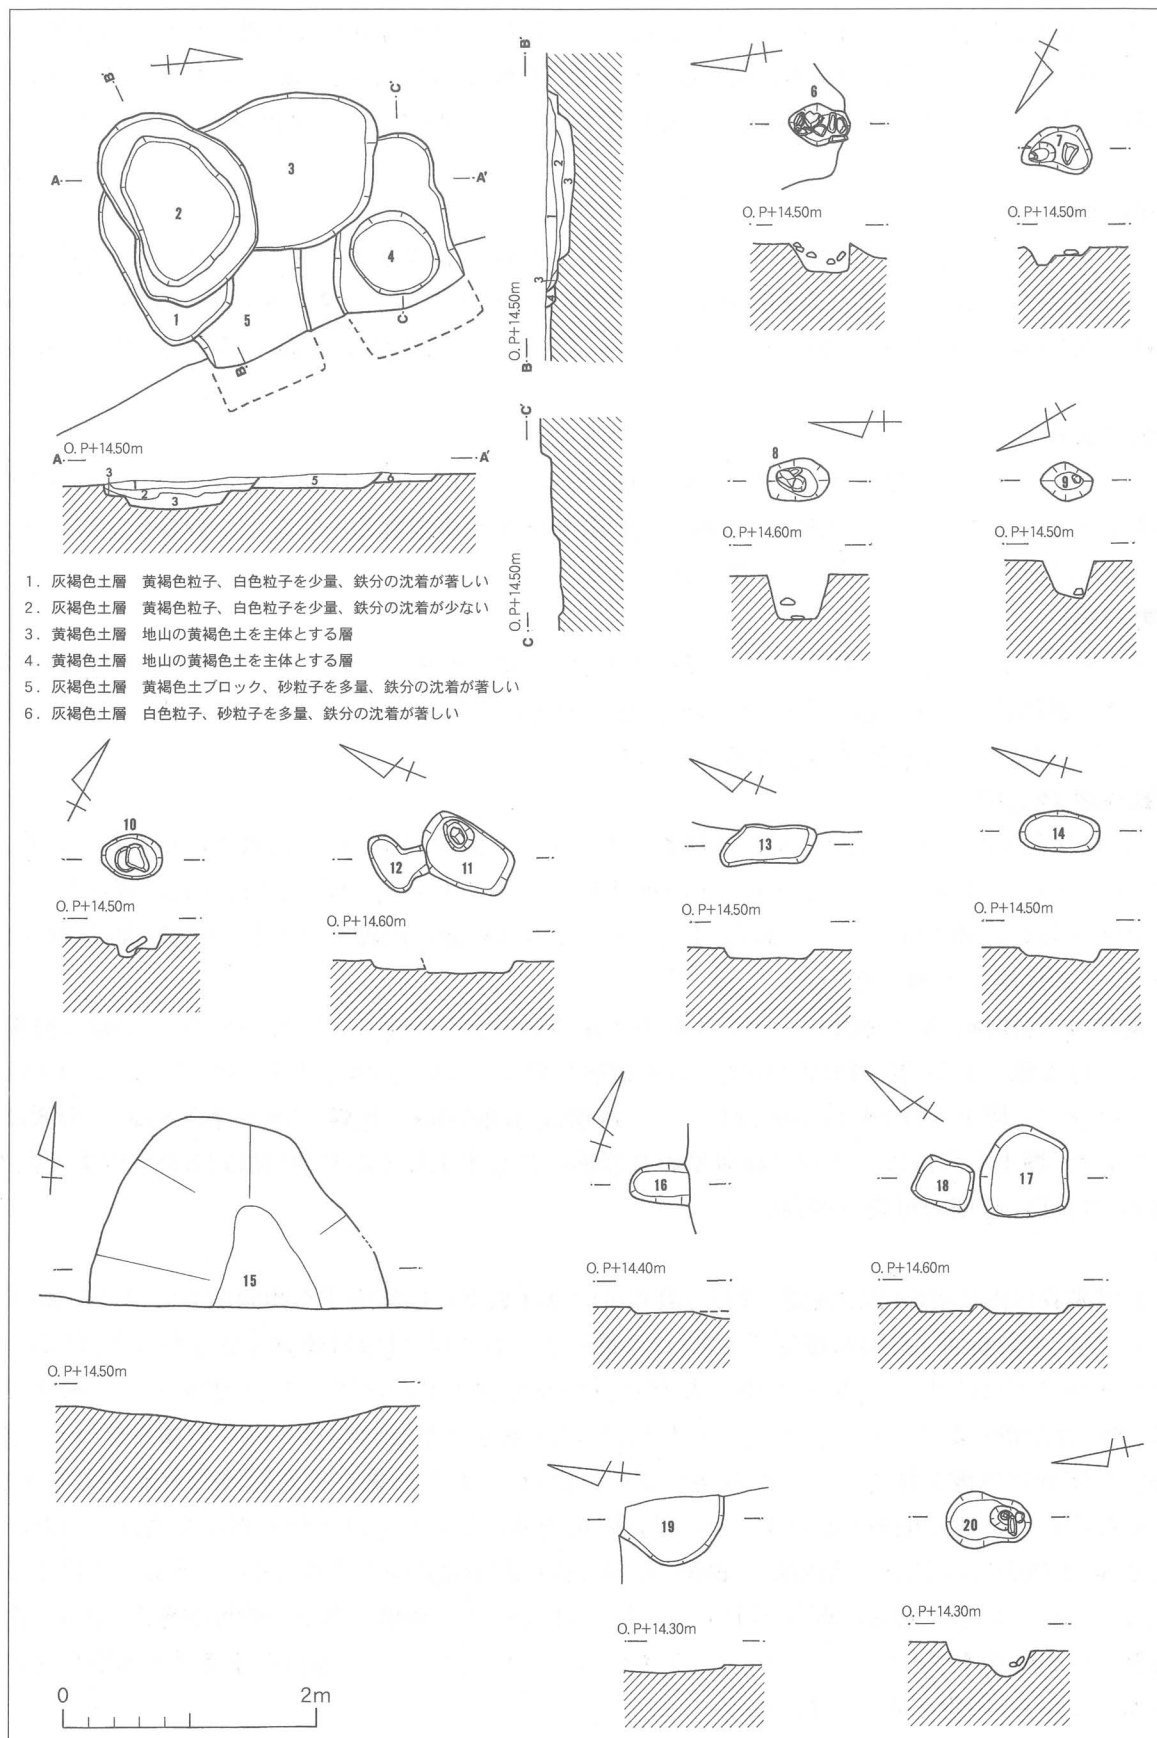 B B'
C'
3
A A'
2
4
1 5 C
B'
O. P+14.50m
A A'
3
2 3 5 6
B'
2
3
1
3
4
O. P+14.50m
B
C'
O. P+14.50m
C
6
O. P+14.50m
7
O. P+14.50m
8
O. P+14.60m
9
O. P+14.50m
1. 灰褐色土層 黄褐色粒子、白色粒子を少量、鉄分の沈着が著しい
2. 灰褐色土層 黄褐色粒子、白色粒子を少量、鉄分の沈着が少ない
3. 黄褐色土層 地山の黄褐色土を主体とする層
4. 黄褐色土層 地山の黄褐色土を主体とする層
5. 灰褐色土層 黄褐色土ブロック、砂粒子を多量、鉄分の沈着が著しい
6. 灰褐色土層 白色粒子、砂粒子を多量、鉄分の沈着が著しい
10
O. P+14.50m
12 11
O. P+14.60m
13
O. P+14.50m
14
O. P+14.50m
15
O. P+14.50m
16
O. P+14.40m
18 17
O. P+14.60m
19
O. P+14.30m
20
O. P+14.30m
0 2m